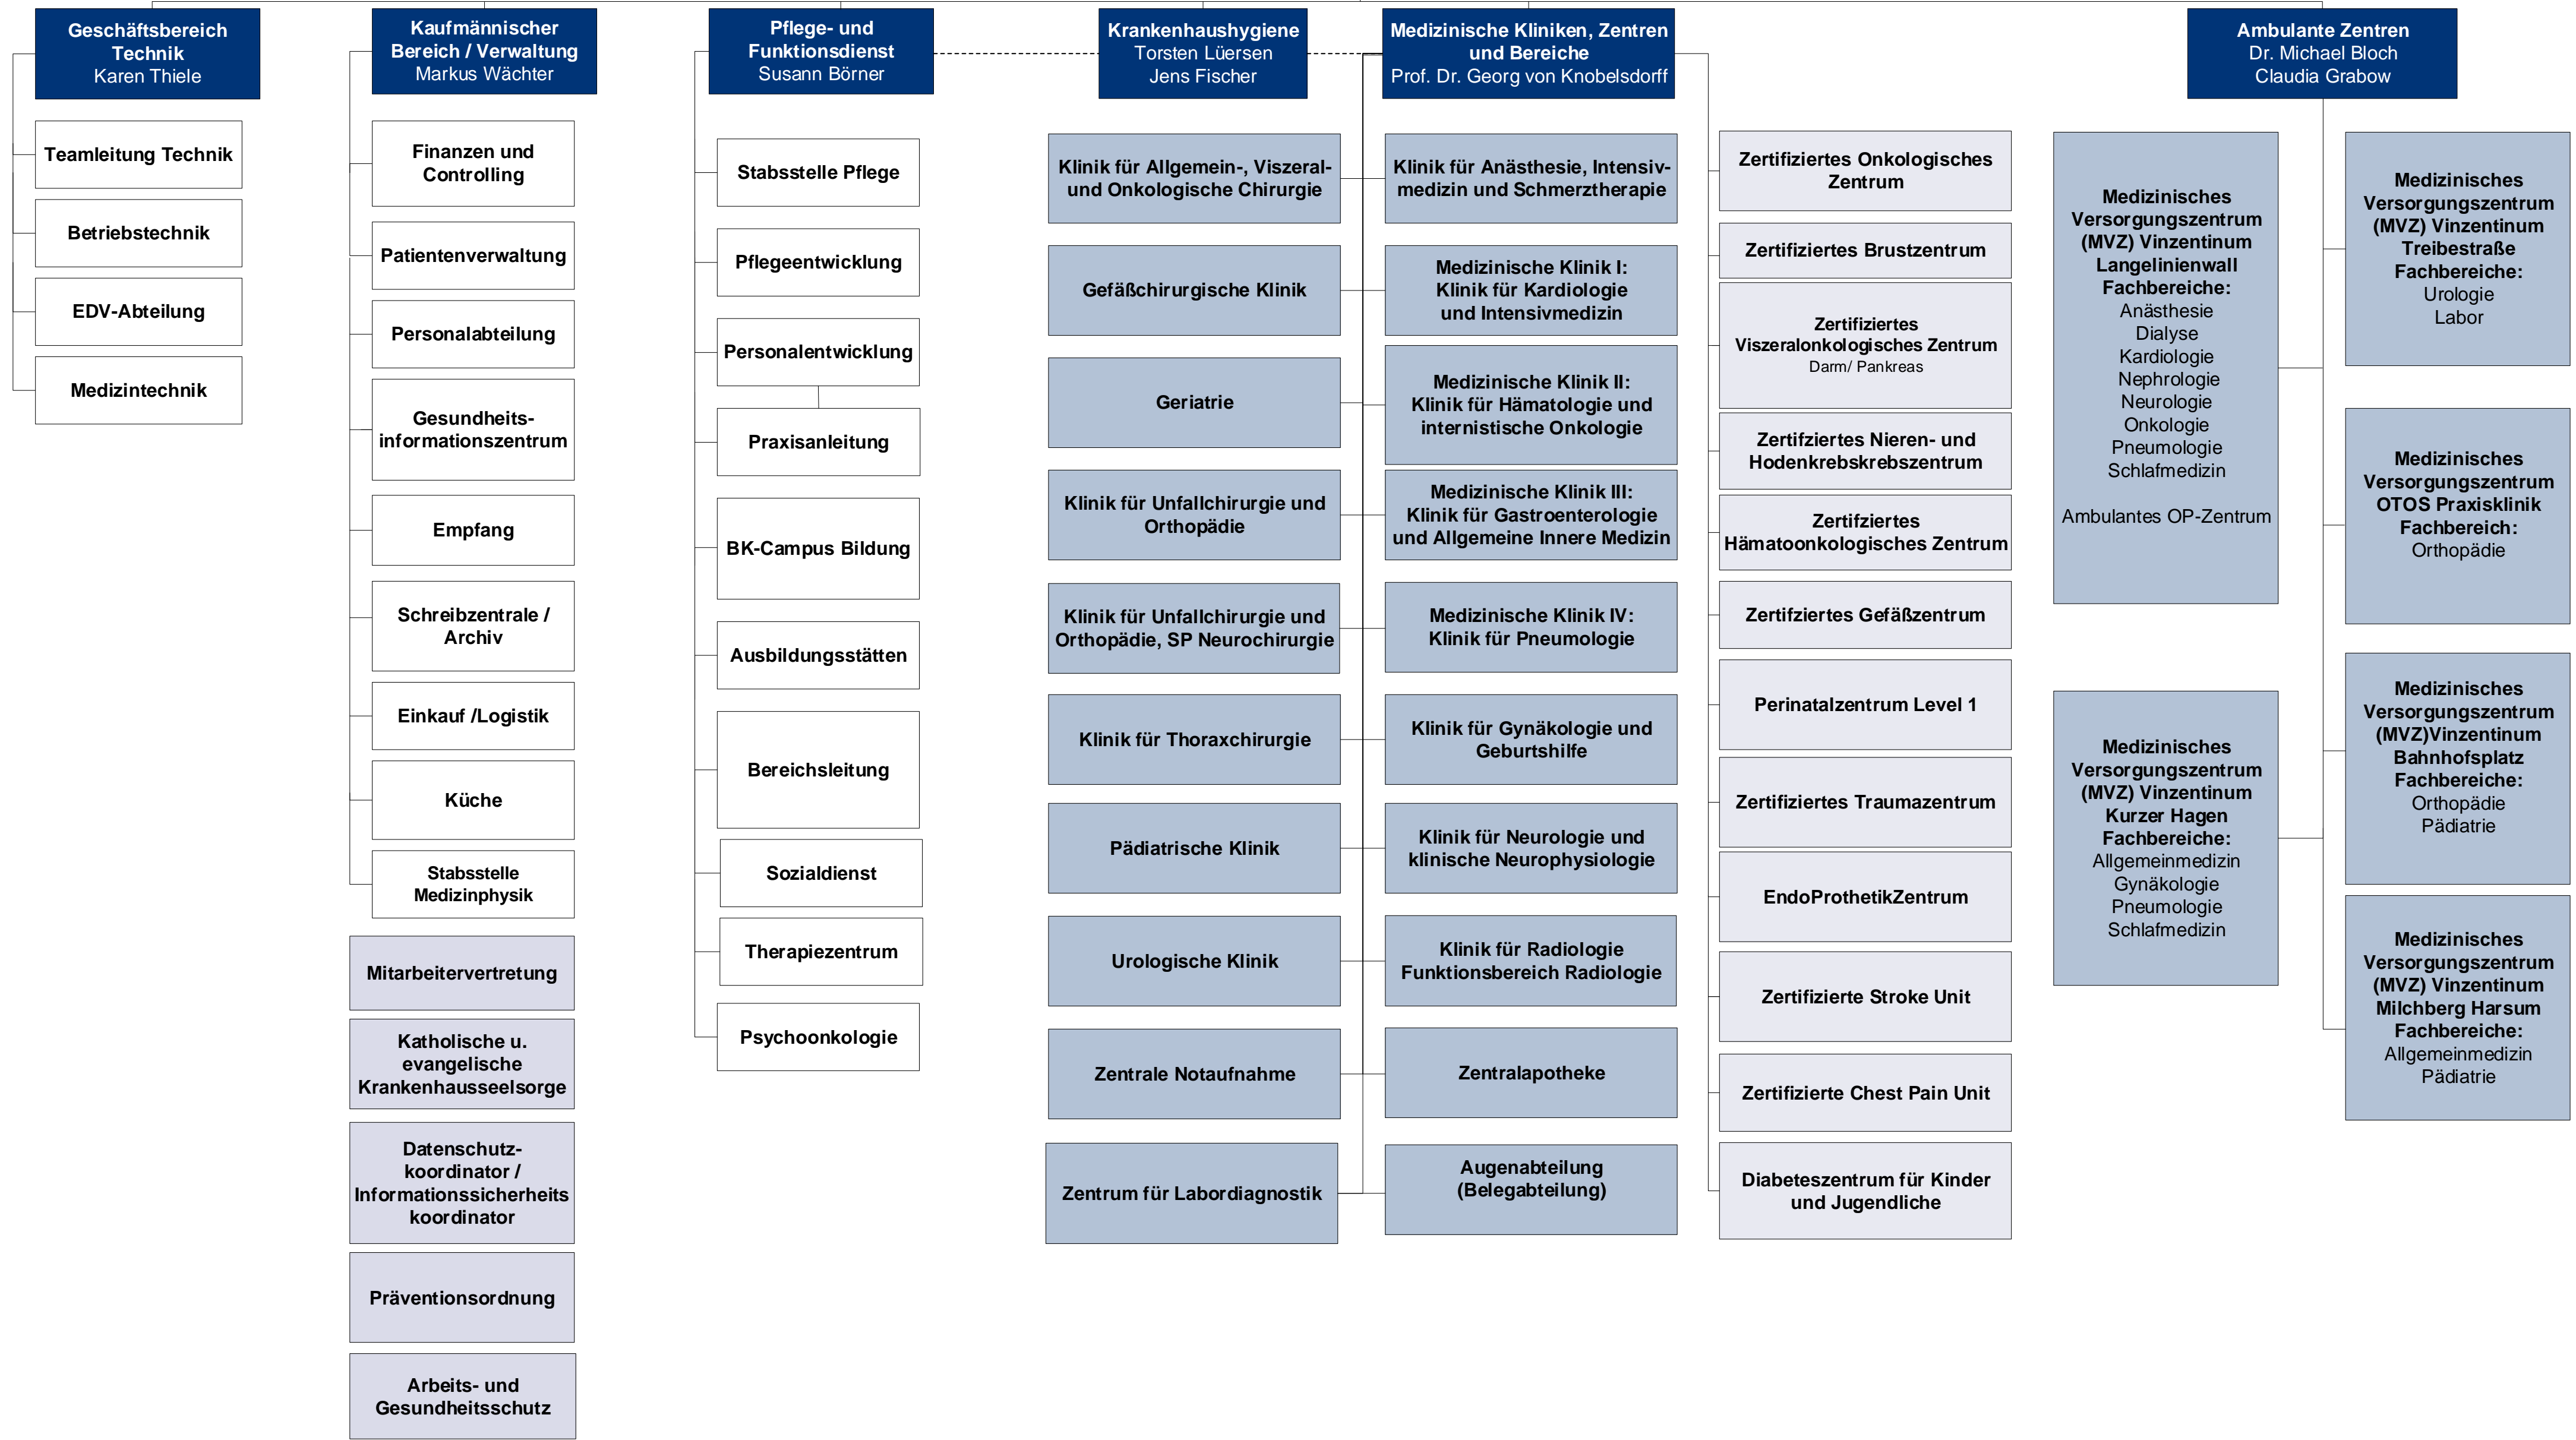 Geschäftsbereich
Technik
Karen Thiele
Teamleitung Technik
Betriebstechnik
EDV-Abteilung
Medizintechnik
Kaufmännischer
Bereich / Verwaltung
Markus Wächter
Finanzen und
Controlling
Patientenverwaltung
Personalabteilung
Gesundheits-
informationszentrum
Empfang
Schreibzentrale /
Archiv
Einkauf /Logistik
Küche
Stabsstelle
Medizinphysik
Mitarbeitervertretung
Katholische u.
evangelische
Krankenhausseelsorge
Datenschutz-
koordinator /
Informationssicherheits
koordinator
Präventionsordnung
Arbeits- und
Gesundheitsschutz
Pflege- und
Funktionsdienst
Susann Börner
Stabsstelle Pflege
Pflegeentwicklung
Personalentwicklung
Praxisanleitung
BK-Campus Bildung
Ausbildungsstätten
Bereichsleitung
Sozialdienst
Therapiezentrum
Psychoonkologie
Krankenhaushygiene
Torsten Lüersen
Jens Fischer
Medizinische Kliniken, Zentren
und Bereiche
Prof. Dr. Georg von Knobelsdorff
Klinik für Allgemein-, Viszeral-
und Onkologische Chirurgie
Gefäßchirurgische Klinik
Geriatrie
Klinik für Unfallchirurgie und
Orthopädie
Klinik für Unfallchirurgie und
Orthopädie, SP Neurochirurgie
Klinik für Thoraxchirurgie
Pädiatrische Klinik
Urologische Klinik
Zentrale Notaufnahme
Zentrum für Labordiagnostik
Klinik für Anästhesie, Intensiv-
medizin und Schmerztherapie
Medizinische Klinik I:
Klinik für Kardiologie
und Intensivmedizin
Medizinische Klinik II:
Klinik für Hämatologie und
internistische Onkologie
Medizinische Klinik III:
Klinik für Gastroenterologie
und Allgemeine Innere Medizin
Medizinische Klinik IV:
Klinik für Pneumologie
Klinik für Gynäkologie und
Geburtshilfe
Klinik für Neurologie und
klinische Neurophysiologie
Klinik für Radiologie
Funktionsbereich Radiologie
Zentralapotheke
Augenabteilung
(Belegabteilung)
Zertifiziertes Onkologisches
Zentrum
Zertifiziertes Brustzentrum
Zertifiziertes
Viszeralonkologisches Zentrum
Darm/ Pankreas
Zertifziertes Nieren- und
Hodenkrebskrebszentrum
Zertifziertes
Hämatoonkologisches Zentrum
Zertifziertes Gefäßzentrum
Perinatalzentrum Level 1
Zertifiziertes Traumazentrum
EndoProthetikZentrum
Zertifizierte Stroke Unit
Zertifizierte Chest Pain Unit
Diabeteszentrum für Kinder
und Jugendliche
Ambulante Zentren
Dr. Michael Bloch
Claudia Grabow
Medizinisches
Versorgungszentrum
(MVZ) Vinzentinum
Langelinienwall
Fachbereiche:
Anästhesie
Dialyse
Kardiologie
Nephrologie
Neurologie
Onkologie
Pneumologie
Schlafmedizin
Ambulantes OP-Zentrum
Medizinisches
Versorgungszentrum
(MVZ) Vinzentinum
Kurzer Hagen
Fachbereiche:
Allgemeinmedizin
Gynäkologie
Pneumologie
Schlafmedizin
Medizinisches
Versorgungszentrum
(MVZ) Vinzentinum
Treibestraße
Fachbereiche:
Urologie
Labor
Medizinisches
Versorgungszentrum
OTOS Praxisklinik
Fachbereich:
Orthopädie
Medizinisches
Versorgungszentrum
(MVZ)Vinzentinum
Bahnhofsplatz
Fachbereiche:
Orthopädie
Pädiatrie
Medizinisches
Versorgungszentrum
(MVZ) Vinzentinum
Milchberg Harsum
Fachbereiche:
Allgemeinmedizin
Pädiatrie